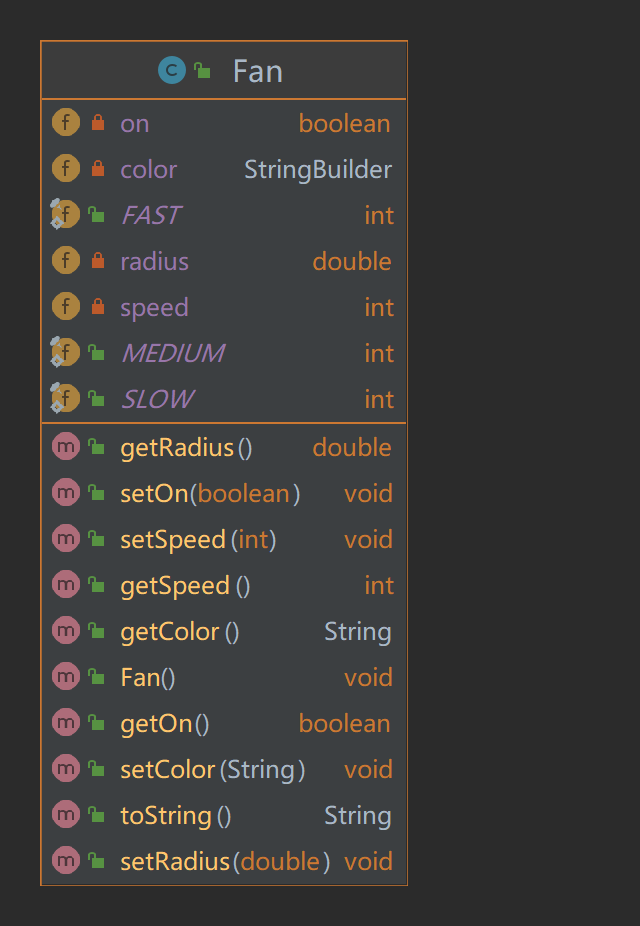 C Fan
f on boolean
f color StringBuilder
f FAST int
f radius double
f speed int
f MEDIUM int
f SLOW int
m getRadius() double
m setOn(boolean) void
m setSpeed(int) void
m getSpeed() int
m getColor() String
m Fan() void
m getOn() boolean
m setColor(String) void
m toString() String
m setRadius(double) void